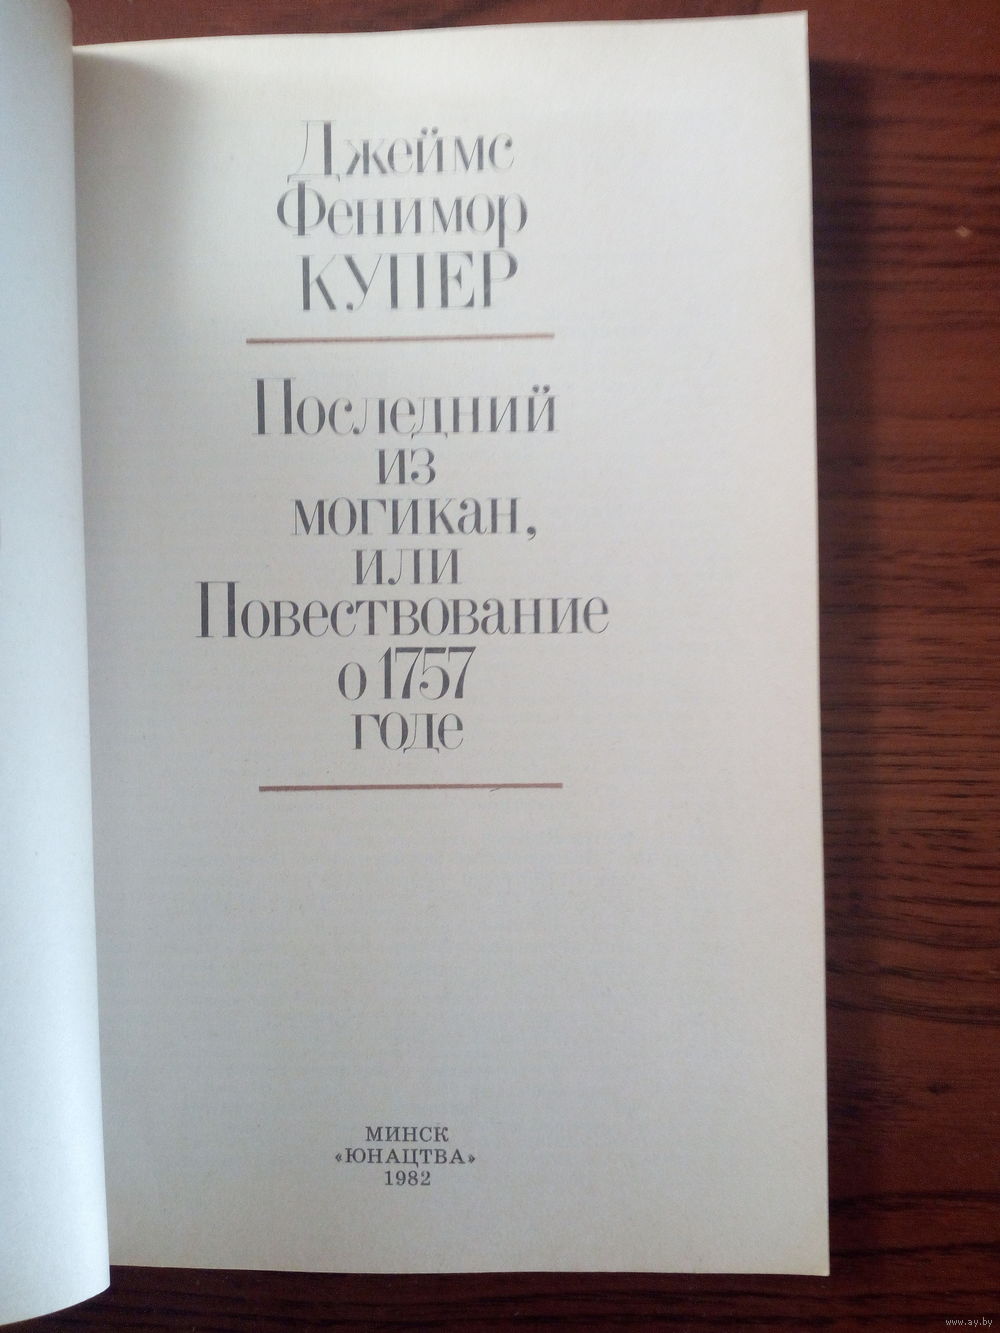 Джеймс
Фенимор
КУПЕР
Последний
из
могикан,
или
Повествование
о 1757
годе
МИНСК
«ЮНАЦТВА»
1982
www.ay.by